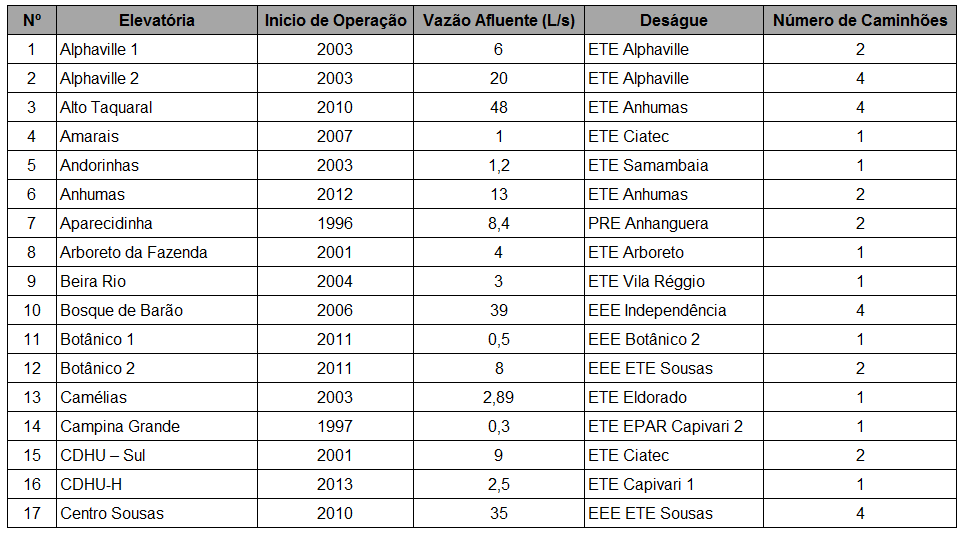 Nº Elevatória Inicio de Operação Vazão Afluente (L/s) Deságue Número de Caminhões
1 Alphaville 1 2003 6 ETE Alphaville 2
2 Alphaville 2 2003 20 ETE Alphaville 4
3 Alto Taquaral 2010 48 ETE Anhumas 4
4 Amarais 2007 1 ETE Ciatec 1
5 Andorinhas 2003 1,2 ETE Samambaia 1
6 Anhumas 2012 13 ETE Anhumas 2
7 Aparecidinha 1996 8,4 PRE Anhanguera 2
8 Arboreto da Fazenda 2001 4 ETE Arboreto 1
9 Beira Rio 2004 3 ETE Vila Réggio 1
10 Bosque de Barão 2006 39 EEE Independência 4
11 Botânico 1 2011 0,5 EEE Botânico 2 1
12 Botânico 2 2011 8 EEE ETE Sousas 2
13 Camélias 2003 2,89 ETE Eldorado 1
14 Campina Grande 1997 0,3 ETE EPAR Capivari 2 1
15 CDHU – Sul 2001 9 ETE Ciatec 2
16 CDHU-H 2013 2,5 ETE Capivari 1 1
17 Centro Sousas 2010 35 EEE ETE Sousas 4